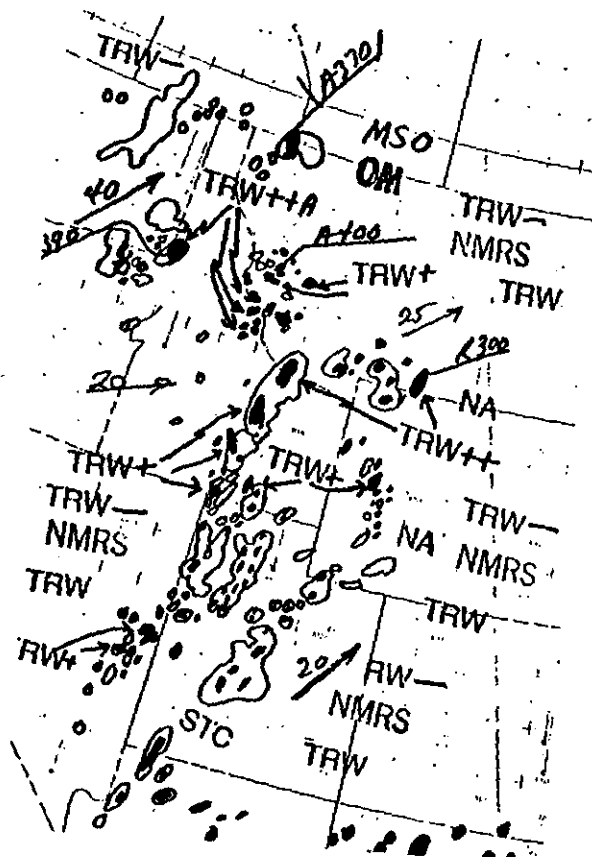 TRW—
A370
MSO
OM
40
TRW++A
TRW—
NMRS
TRW
390
A400
TRW+
25
20
L300
NA
TRW++
TRW+
TRW+
TRW—
NMRS
TRW
TRW—
NA NMRS
TRW
RW+
20
RW—
NMRS
TRW
STC